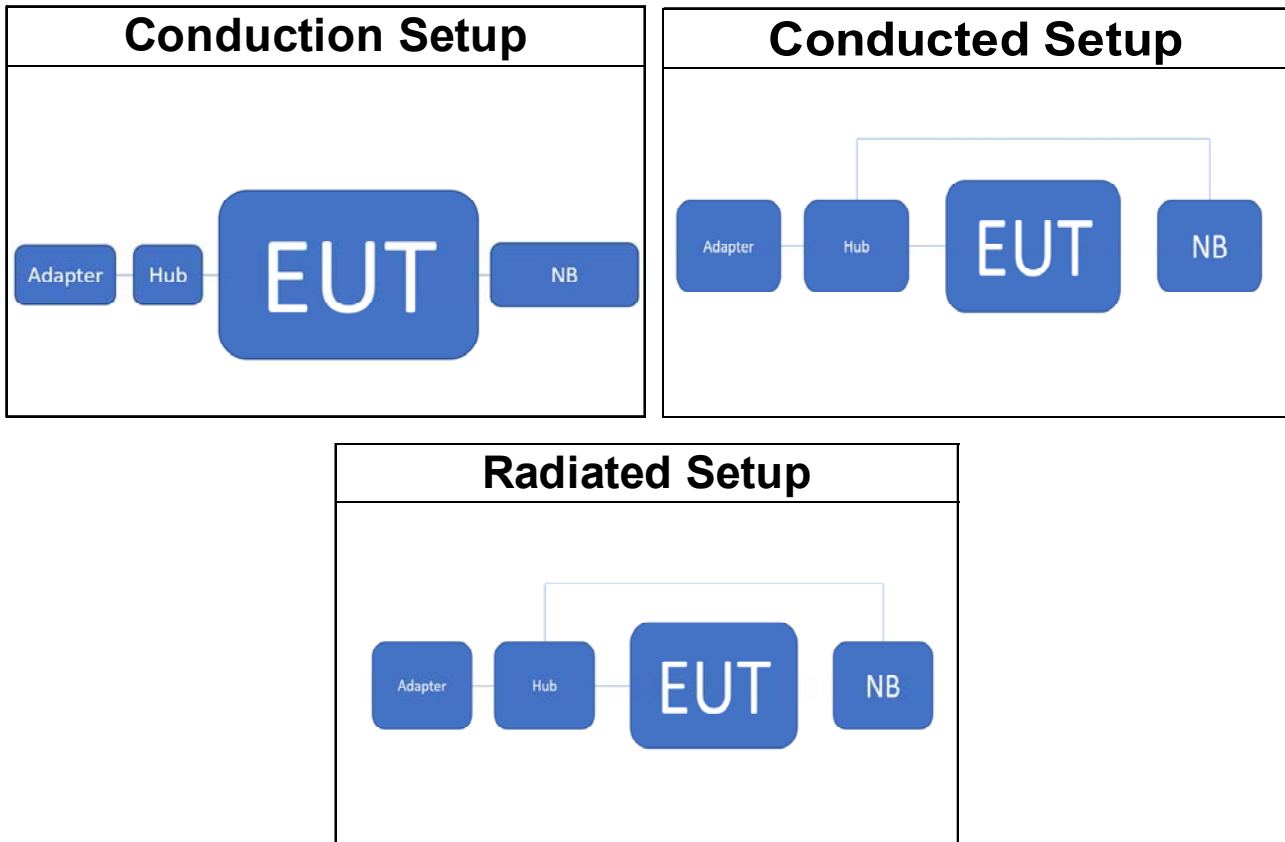 Conduction Setup
Adapter
Hub
EUT
NB
Conducted Setup
Adapter
Hub
EUT
NB
Radiated Setup
Adapter
Hub
EUT
NB